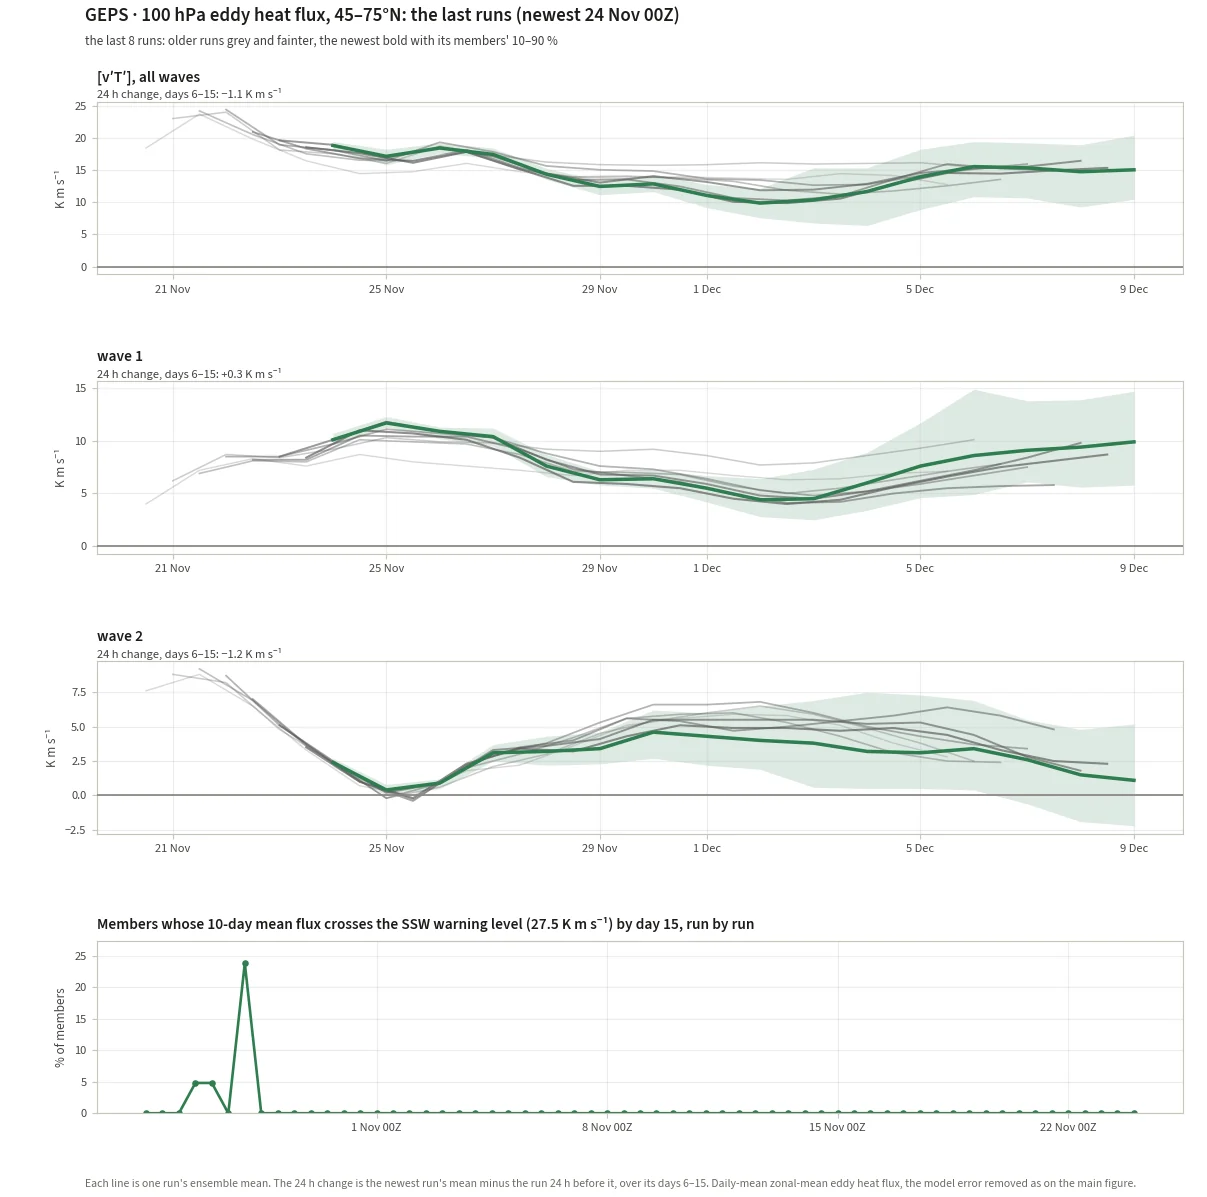 GEPS · 100 hPa eddy heat flux, 45–75°N: the last runs (newest 24 Nov 00Z)
the last 8 runs: older runs grey and fainter, the newest bold with its members' 10–90 %
[v′T′], all waves
24 h change, days 6–15: −1.1 K m s⁻¹
25
20
15
10
5
0
K m s⁻¹
21 Nov
25 Nov
29 Nov
1 Dec
5 Dec
9 Dec
wave 1
24 h change, days 6–15: +0.3 K m s⁻¹
15
10
5
0
K m s⁻¹
21 Nov
25 Nov
29 Nov
1 Dec
5 Dec
9 Dec
wave 2
24 h change, days 6–15: −1.2 K m s⁻¹
7.5
5.0
2.5
0.0
−2.5
K m s⁻¹
21 Nov
25 Nov
29 Nov
1 Dec
5 Dec
9 Dec
Members whose 10-day mean flux crosses the SSW warning level (27.5 K m s⁻¹) by day 15, run by run
25
20
15
10
5
0
% of members
1 Nov 00Z
8 Nov 00Z
15 Nov 00Z
22 Nov 00Z
Each line is one run's ensemble mean. The 24 h change is the newest run's mean minus the run 24 h before it, over its days 6–15. Daily-mean zonal-mean eddy heat flux, the model error removed as on the main figure.